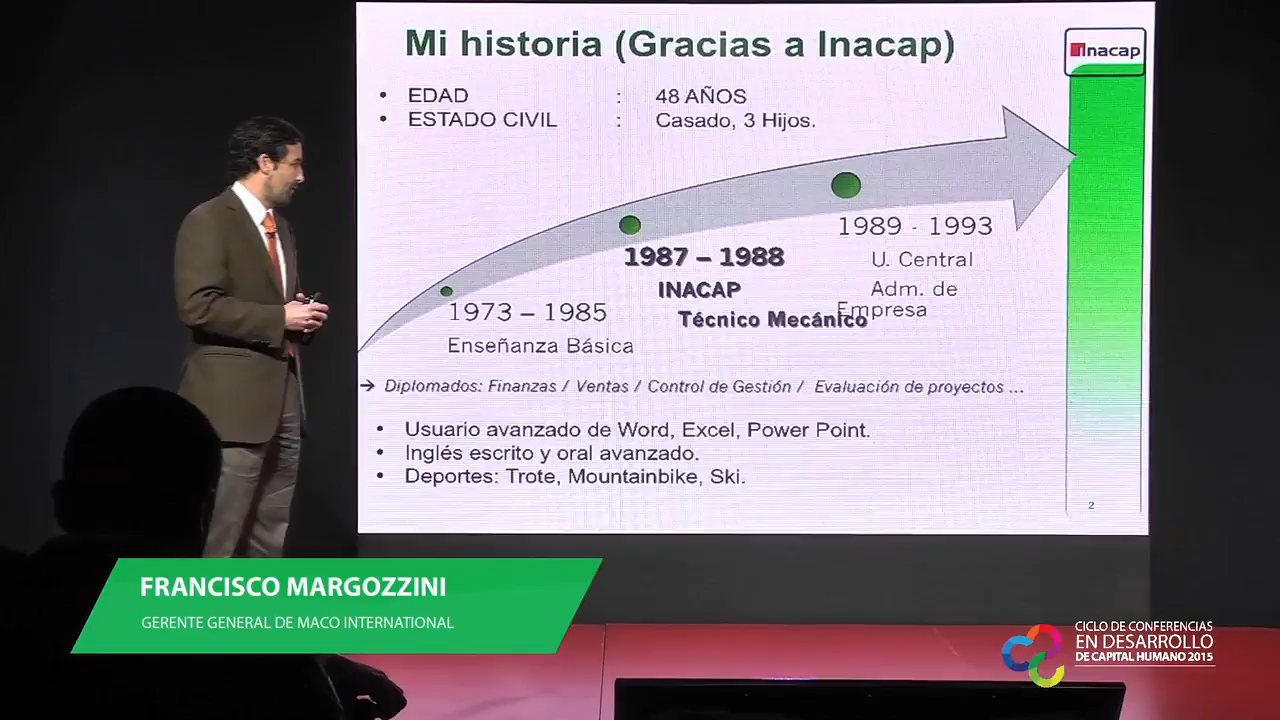 Mi historia (Gracias a Inacap)
inacap
• EDAD : 48 AÑOS
• ESTADO CIVIL : Casado, 3 Hijos.
1989 - 1993
U. Central
Adm. de
Empresa
1987 – 1988
INACAP
Técnico Mecánico
1973 – 1985
Enseñanza Básica
→ Diplomados: Finanzas / Ventas / Control de Gestión / Evaluación de proyectos ...
• Usuario avanzado de Word, Excel, Power Point.
• Inglés escrito y oral avanzado.
• Deportes: Trote, Mountainbike, Ski.
2
FRANCISCO MARGOZZINI
GERENTE GENERAL DE MACO INTERNATIONAL
CICLO DE CONFERENCIAS
EN DESARROLLO
DE CAPITAL HUMANO 2015